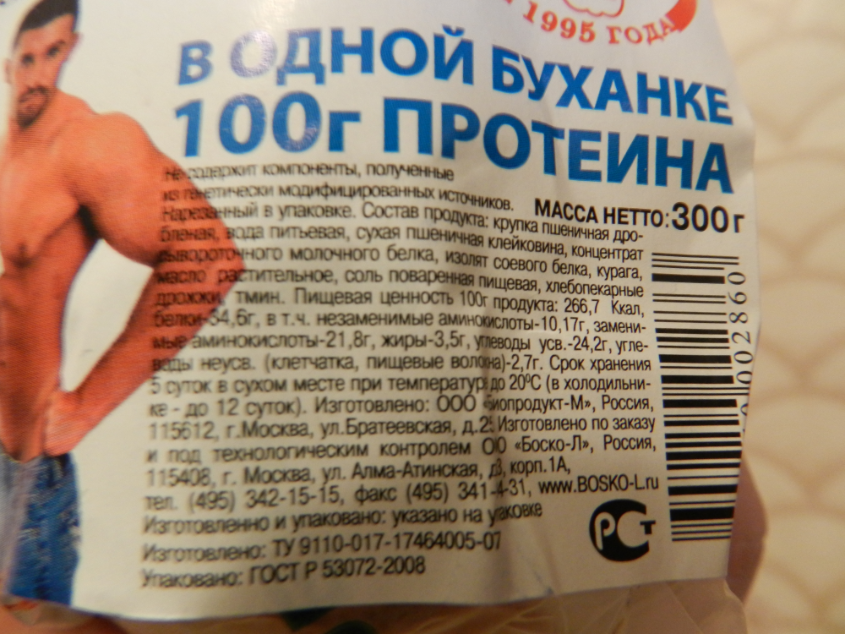 1995 ГОДА
В ОДНОЙ БУХАНКЕ
100г ПРОТЕИНА
Не содержит компоненты, полученные
из генетически модифицированных источников.
МАССА НЕТТО: 300 г
Нарезанный в упаковке. Состав продукта: крупка пшеничная дро-
бленая, вода питьевая, сухая пшеничная клейковина, концентрат
сывороточного молочного белка, изолят соевого белка, курага,
масло растительное, соль поваренная пищевая, хлебопекарные
дрожжи, тмин. Пищевая ценность 100г продукта: 266,7 Ккал,
белки-34,6г, в т.ч. незаменимые аминокислоты-10,17г, замени-
мые аминокислоты-21,8г, жиры-3,5г, углеводы усв.-24,2г, угле-
воды неусв. (клетчатка, пищевые волокна)-2,7г. Срок хранения
5 суток в сухом месте при температуре до 20⁰С (в холодильни-
ке - до 12 суток). Изготовлено: ООО «Биопродукт-М», Россия,
115612, г.Москва, ул.Братеевская, д.2 Изготовлено по заказу
и под технологическим контролем ООО «Боско-Л», Россия,
115408, г. Москва, ул. Алма-Атинская, корп.1А,
тел. (495) 342-15-15, факс (495) www.BOSKO-L.ru
Изготовленно и упаковано: указано на упаковке
Изготовлено: ТУ 9110-017-17464005-07
Упаковано: ГОСТ Р 53072-2008
РСТ
002860